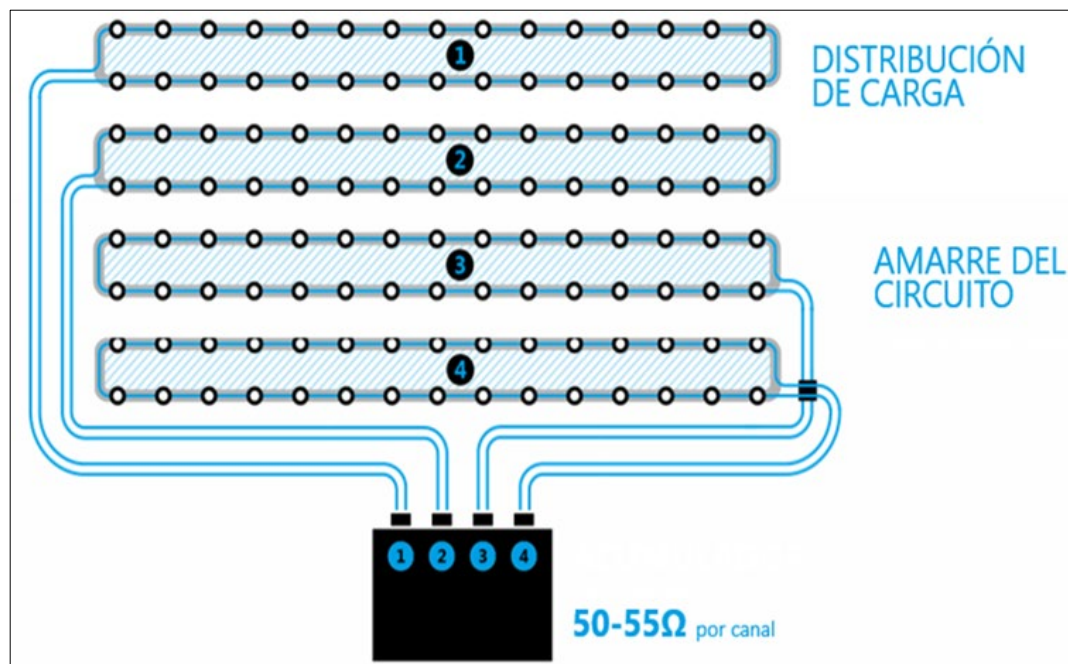 1
DISTRIBUCIÓN
DE CARGA
2
3
AMARRE DEL
CIRCUITO
4
1 2 3 4
50-55Ω por canal